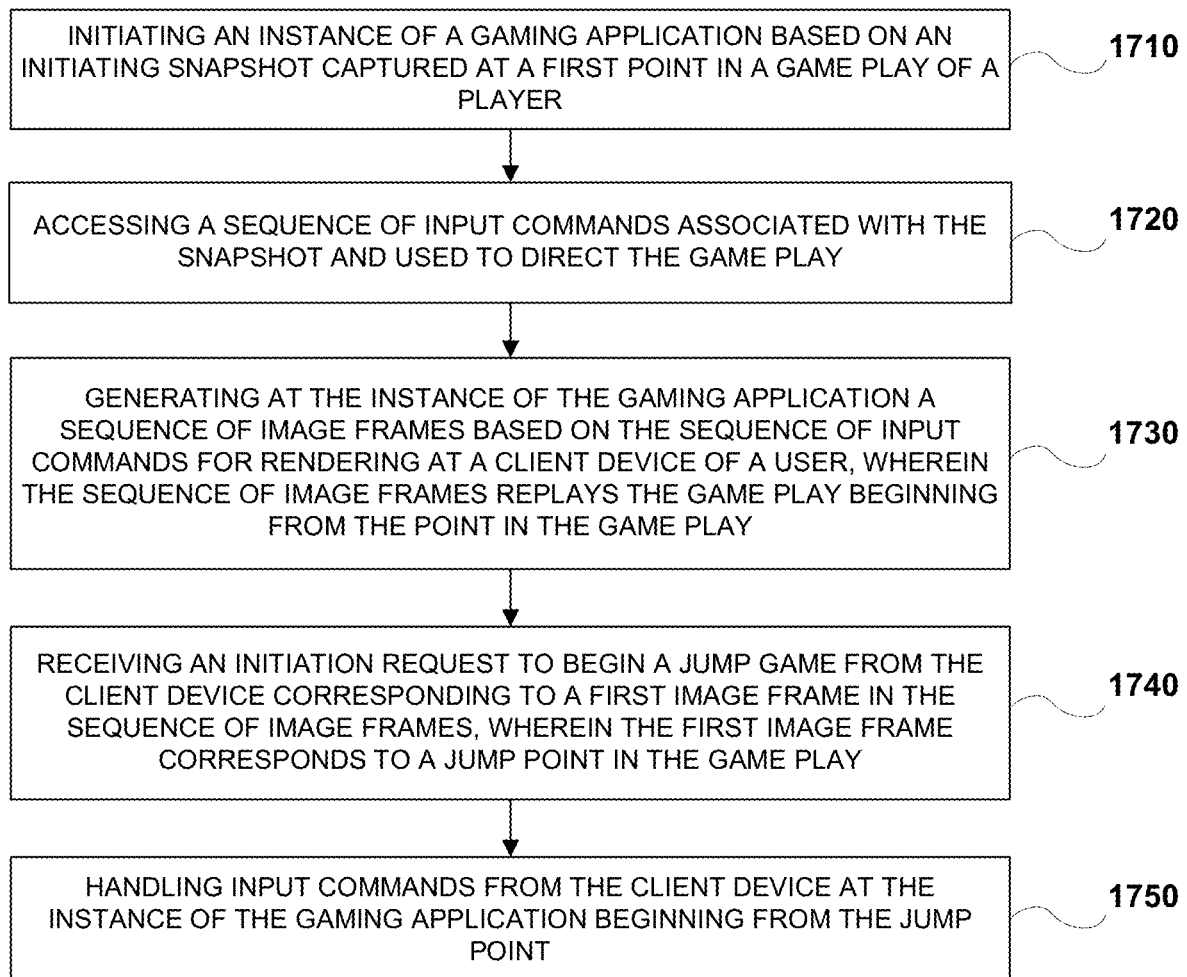 INITIATING AN INSTANCE OF A GAMING APPLICATION BASED ON AN
INITIATING SNAPSHOT CAPTURED AT A FIRST POINT IN A GAME PLAY OF A
PLAYER
1710
ACCESSING A SEQUENCE OF INPUT COMMANDS ASSOCIATED WITH THE
SNAPSHOT AND USED TO DIRECT THE GAME PLAY
1720
GENERATING AT THE INSTANCE OF THE GAMING APPLICATION A
SEQUENCE OF IMAGE FRAMES BASED ON THE SEQUENCE OF INPUT
COMMANDS FOR RENDERING AT A CLIENT DEVICE OF A USER, WHEREIN
THE SEQUENCE OF IMAGE FRAMES REPLAYS THE GAME PLAY BEGINNING
FROM THE POINT IN THE GAME PLAY
1730
RECEIVING AN INITIATION REQUEST TO BEGIN A JUMP GAME FROM THE
CLIENT DEVICE CORRESPONDING TO A FIRST IMAGE FRAME IN THE
SEQUENCE OF IMAGE FRAMES, WHEREIN THE FIRST IMAGE FRAME
CORRESPONDS TO A JUMP POINT IN THE GAME PLAY
1740
HANDLING INPUT COMMANDS FROM THE CLIENT DEVICE AT THE
INSTANCE OF THE GAMING APPLICATION BEGINNING FROM THE JUMP
POINT
1750